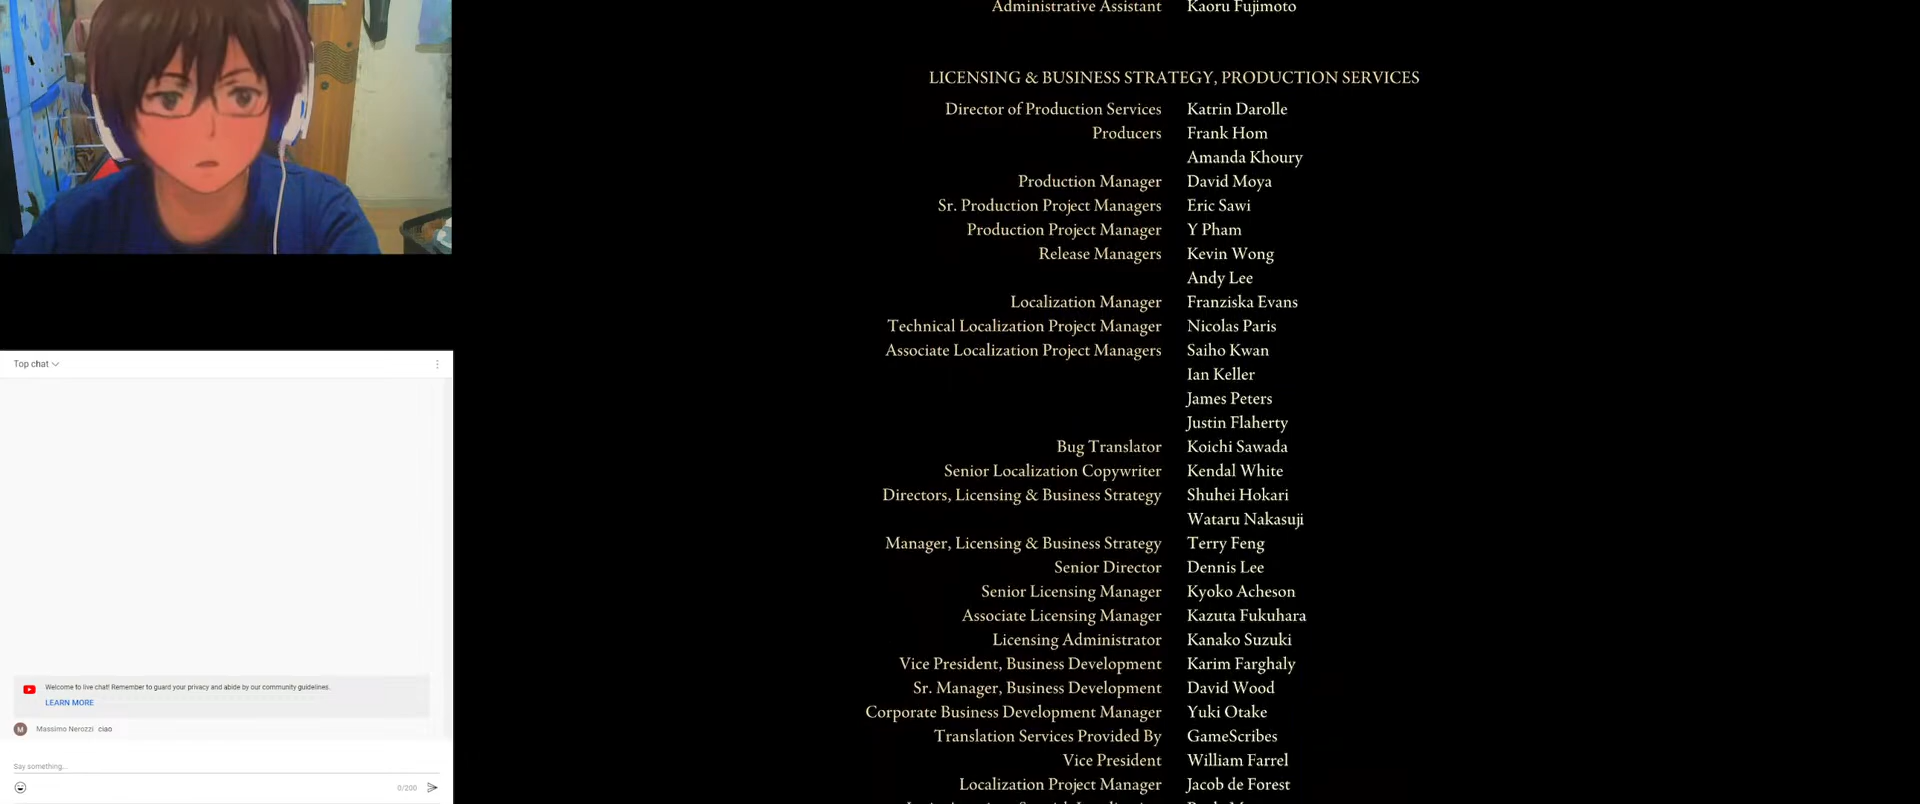 Administrative Assistant Kaoru Fujimoto
LICENSING & BUSINESS STRATEGY, PRODUCTION SERVICES
Director of Production Services Katrin Darolle
Producers Frank Hom
Amanda Khoury
Production Manager David Moya
Sr. Production Project Managers Eric Sawi
Production Project Manager Y Pham
Release Managers Kevin Wong
Andy Lee
Localization Manager Franziska Evans
Technical Localization Project Manager Nicolas Paris
Associate Localization Project Managers Saiho Kwan
Ian Keller
James Peters
Justin Flaherty
Bug Translator Koichi Sawada
Senior Localization Copywriter Kendal White
Directors, Licensing & Business Strategy Shuhei Hokari
Wataru Nakasuji
Manager, Licensing & Business Strategy Terry Feng
Senior Director Dennis Lee
Senior Licensing Manager Kyoko Acheson
Associate Licensing Manager Kazuta Fukuhara
Licensing Administrator Kanako Suzuki
Vice President, Business Development Karim Farghaly
Sr. Manager, Business Development David Wood
Corporate Business Development Manager Yuki Otake
Translation Services Provided By GameScribes
Vice President William Farrel
Localization Project Manager Jacob de Forest
Top chat
Welcome to live chat! Remember to guard your privacy and abide by our community guidelines.
LEARN MORE
M Massimo Nerozzi ciao
Say something...
0/200